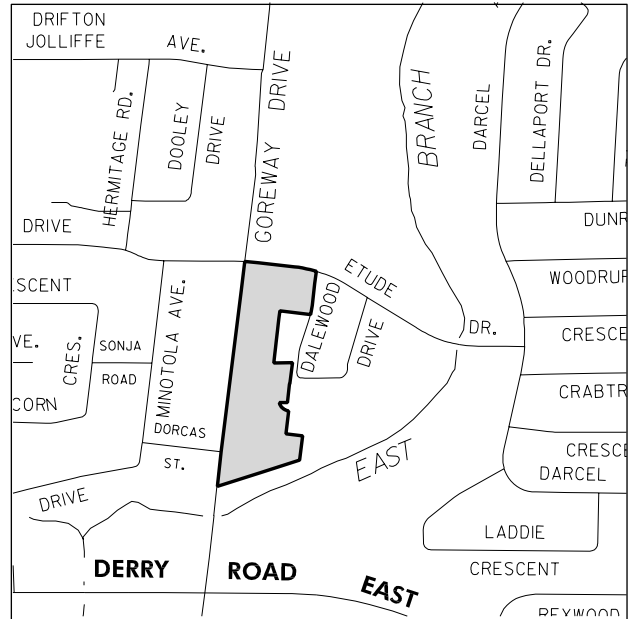 DRIFTON
JOLLIFFE
AVE.
GOREWAY DRIVE
HERMITAGE RD.
DOOLEY
DRIVE
BRANCH
DARCEL
DELLAPORT DR.
DRIVE
DUNR
ETUDE
DR.
WOODRUF
SCENT
MINOTOLA AVE.
DALEWOOD
DRIVE
VE.
CRES.
SONJA
ROAD
CRESCE
CORN
CRABTR
DORCAS
ST.
EAST
CRESCE
DARCEL
DRIVE
LADDIE
CRESCENT
DERRY ROAD EAST
REXWOOD